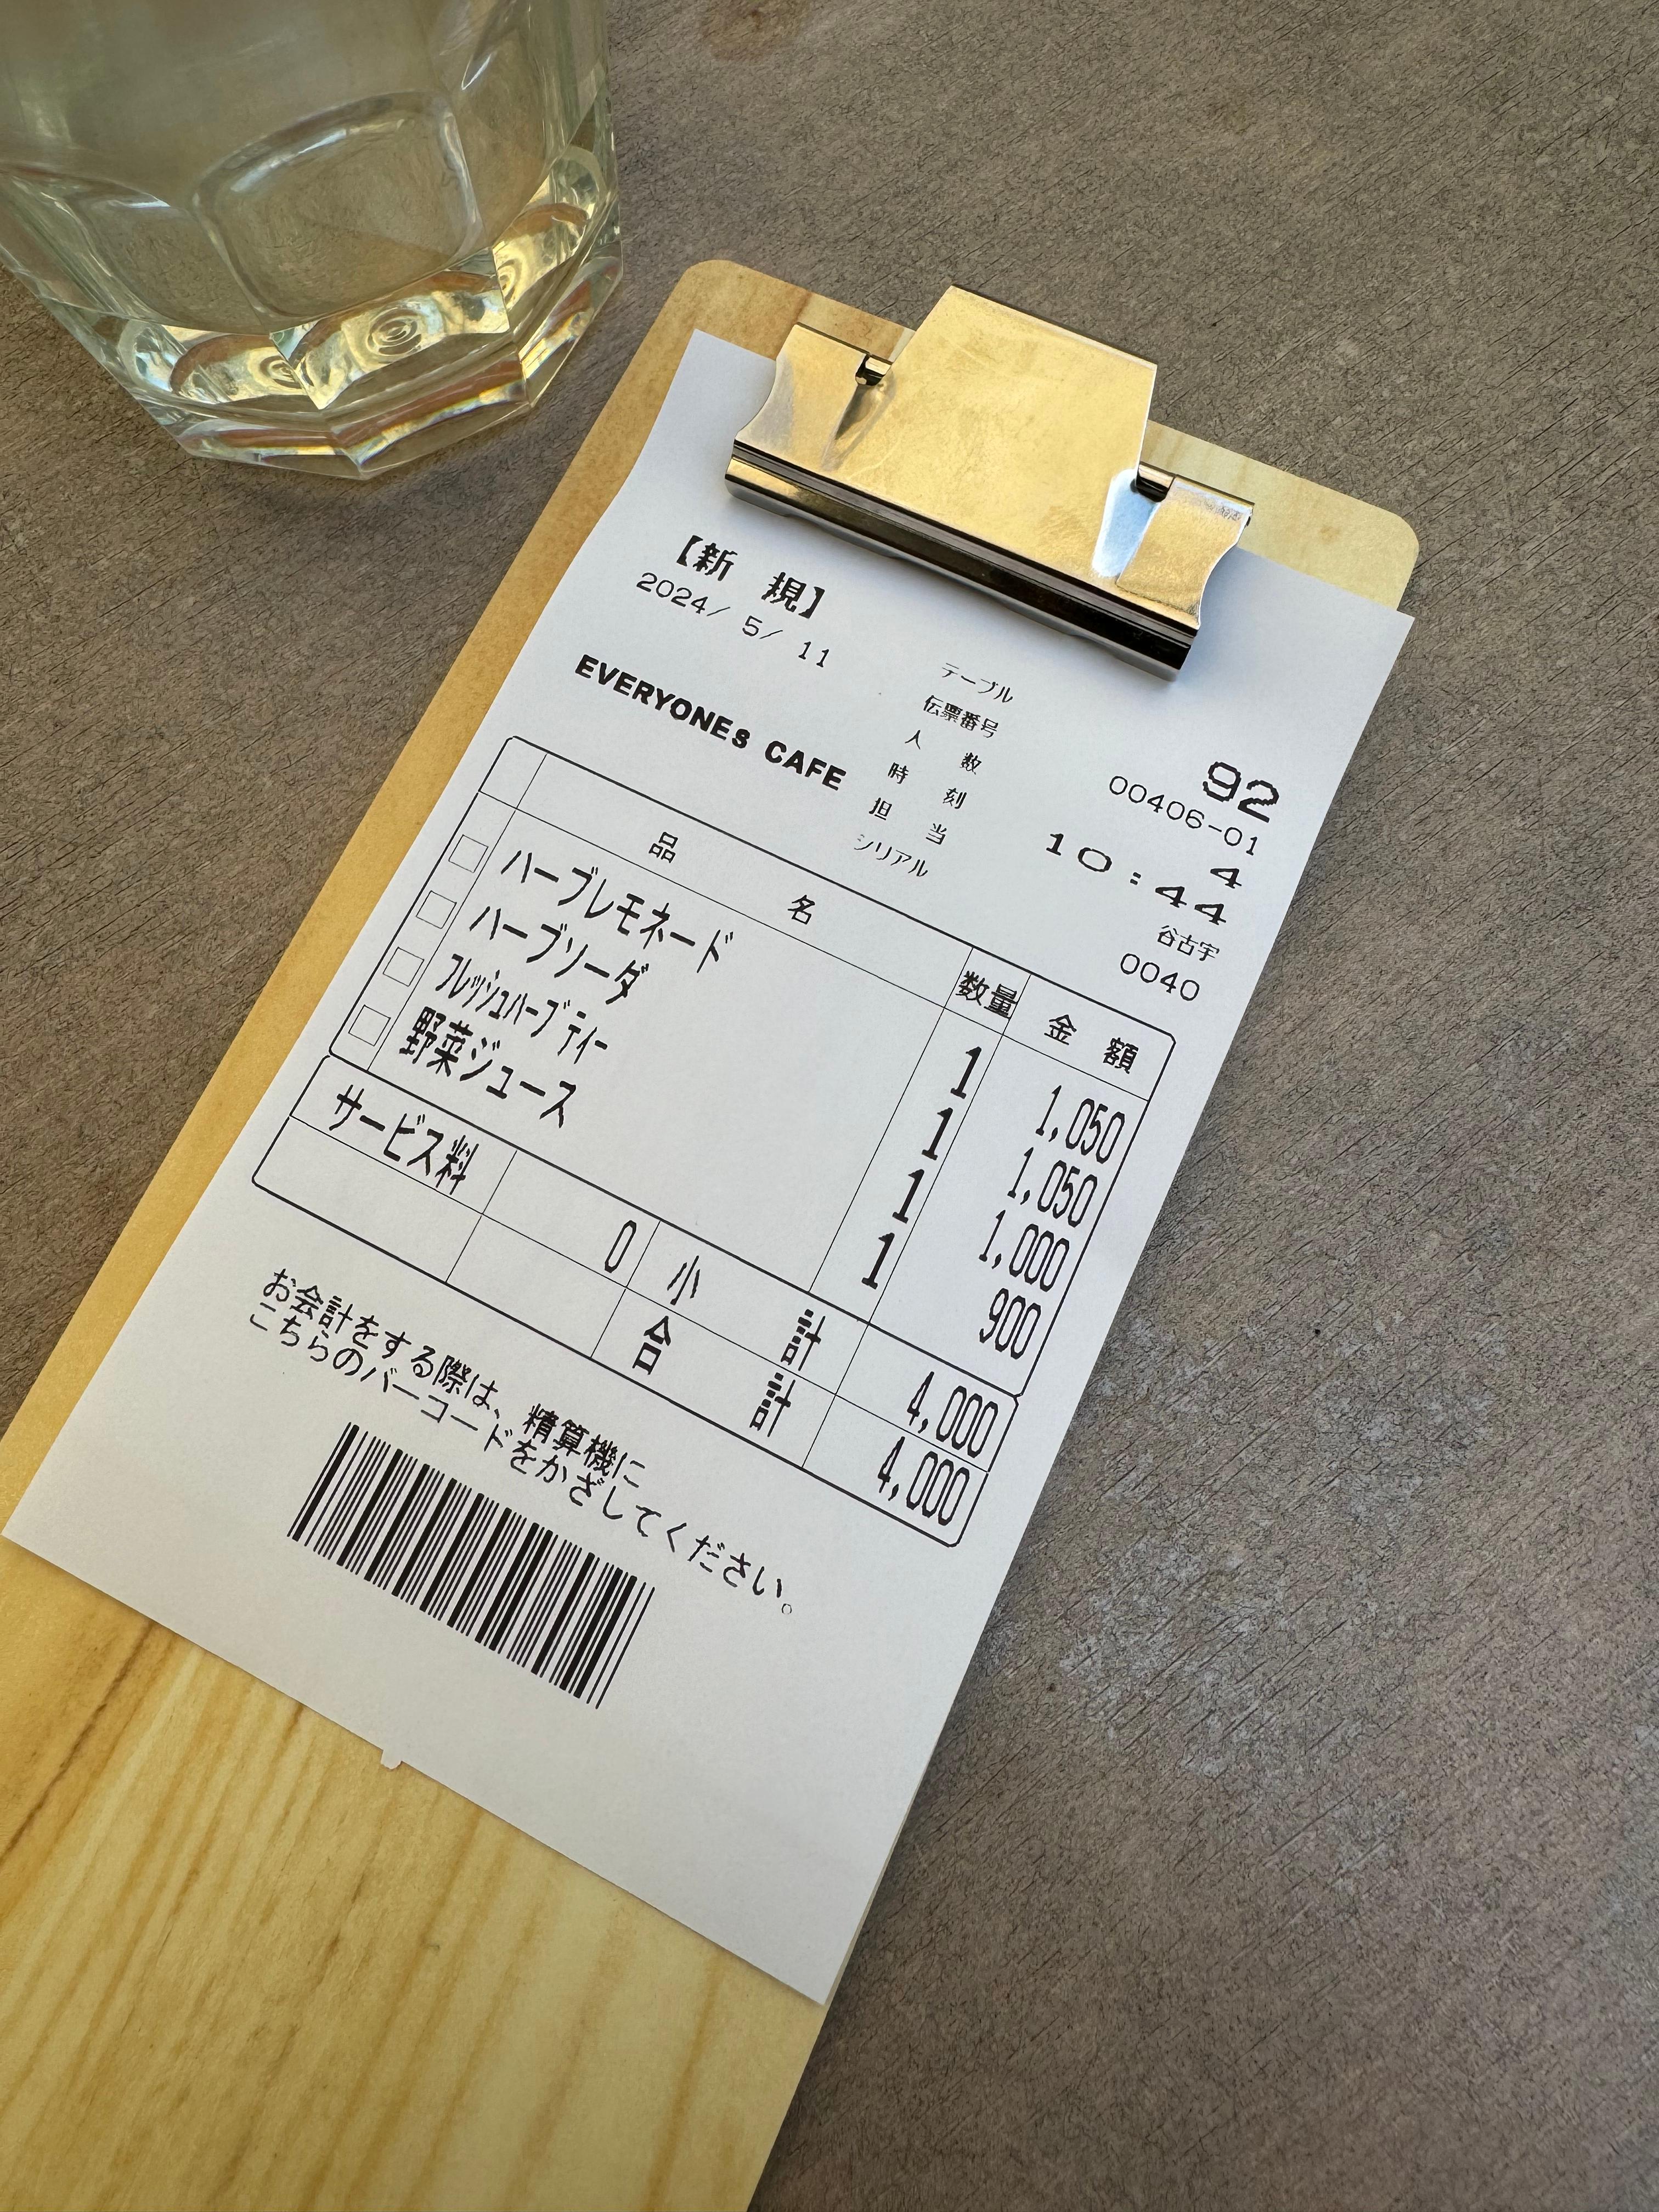 【新　規】
2024/ 5/ 11
EVERYONEs CAFE
テーブル 92
伝票番号 00406-01
人　数 4
時　刻 10:44
担　当 谷古宇
シリアル 0040
品　名 数量 金　額
ハーブレモネード 1 1,050
ハーブソーダ 1 1,050
ﾌﾚｯｼｭﾊｰﾌﾞﾃｨｰ 1 1,000
野菜ジュース 1 900
サービス料 0 小　計 4,000
合　計 4,000
お会計をする際は、精算機に
こちらのバーコードをかざしてください。